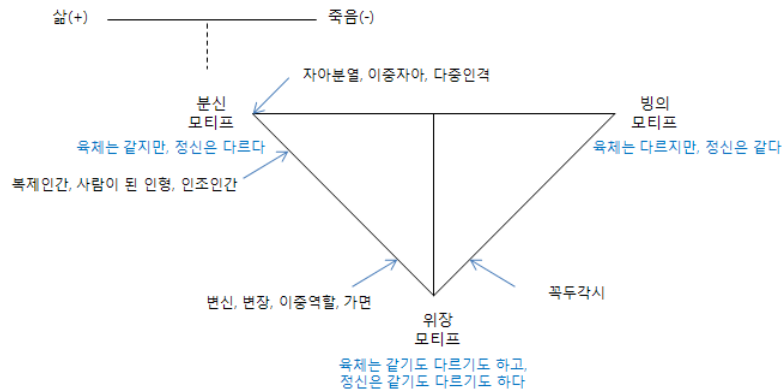 삶(+) 죽음(-)
자아분열, 이중자아, 다중인격
분신
모티프
빙의
모티프
육체는 같지만, 정신은 다르다
육체는 다르지만, 정신은 같다
복제인간, 사람이 된 인형, 인조인간
변신, 변장, 이중역할, 가면
꼭두각시
위장
모티프
육체는 같기도 다르기도 하고,
정신은 같기도 다르기도 하다